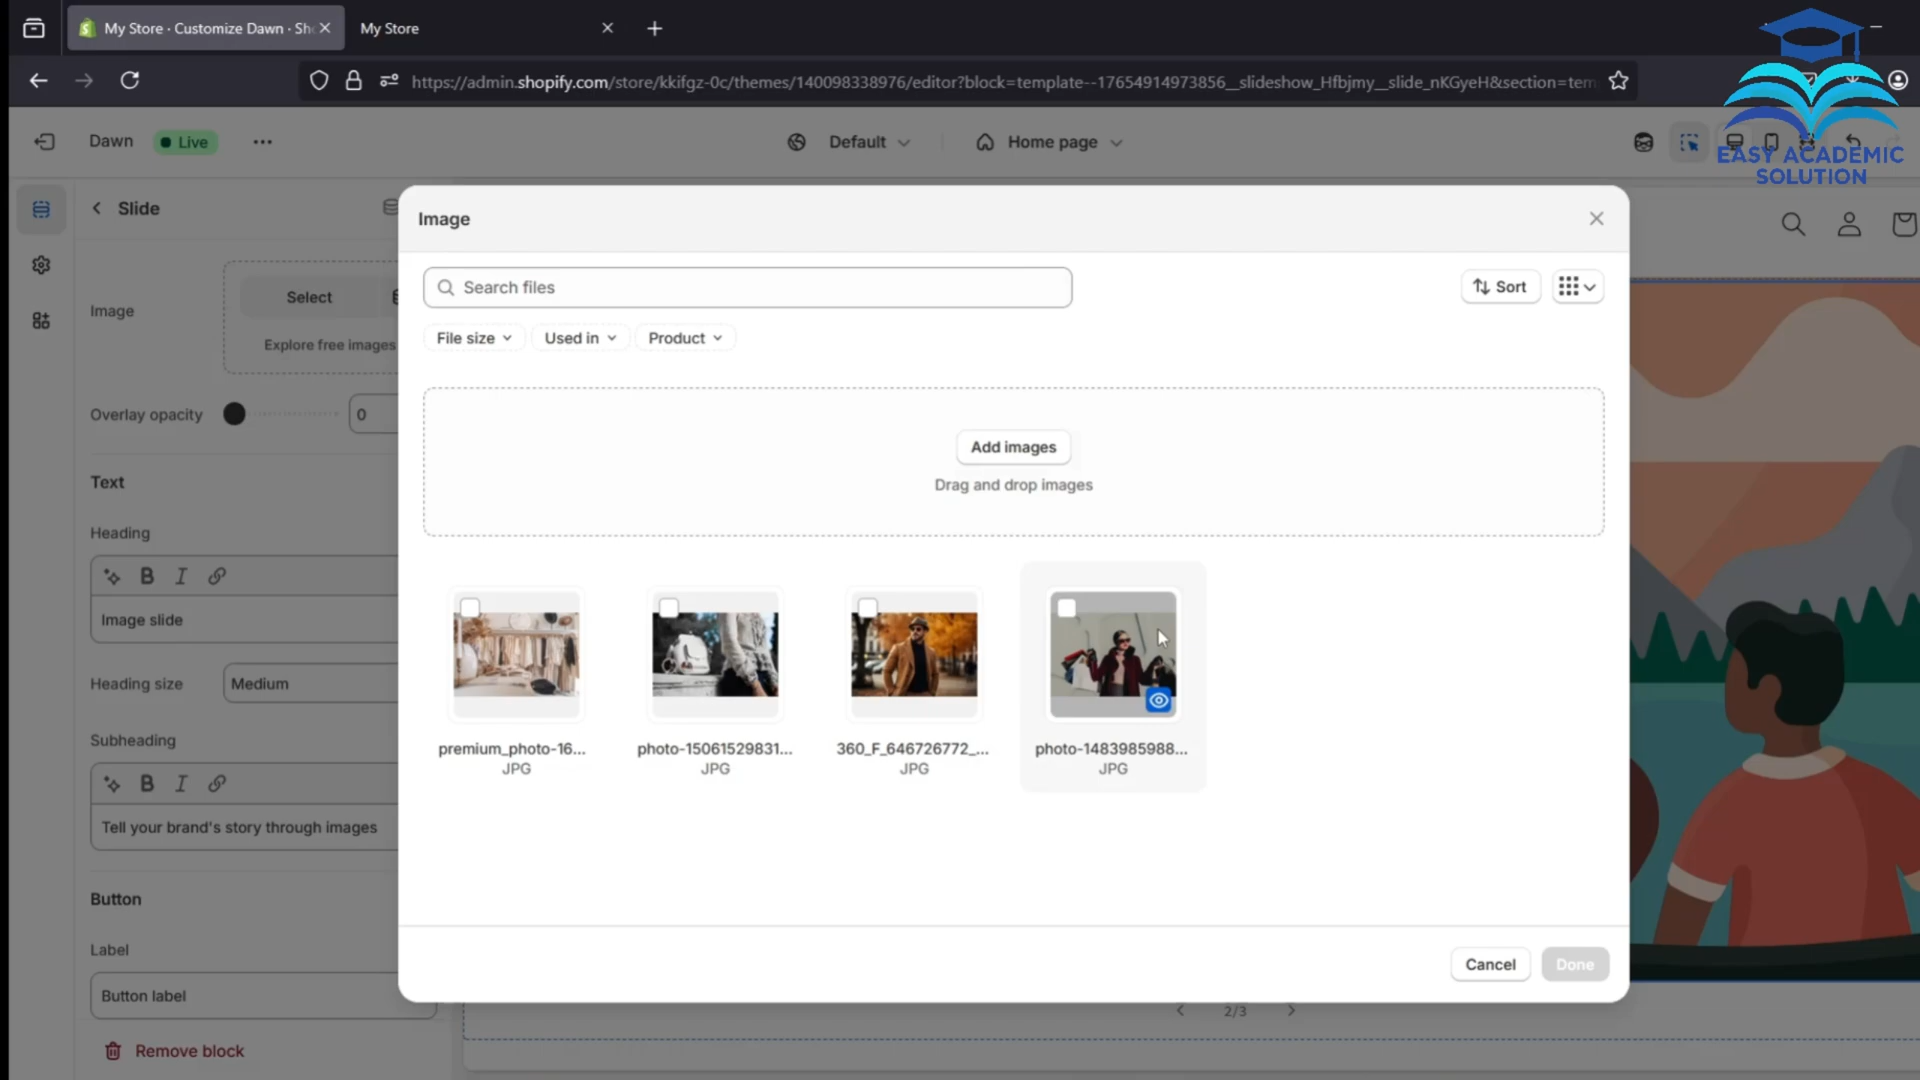 My Store · Customize Dawn · Sh
My Store
https://admin.shopify.com/store/kkifgz-0c/themes/140098338976/editor?block=template--17654914973856__slideshow_Hfbjmy__slide_nKGyeH&section=tem
EASY ACADEMIC
SOLUTION
Dawn
Live
Default
Home page
Slide
Image
Select
Explore free images
Overlay opacity
0
Text
Heading
B I
Image slide
Heading size
Medium
Subheading
B I
Tell your brand's story through images
Button
Label
Button label
Remove block
Image
Search files
Sort
File size
Used in
Product
Add images
Drag and drop images
premium_photo-16...
JPG
photo-15061529831...
JPG
360_F_646726772_...
JPG
photo-1483985988...
JPG
Cancel
Done
2/3